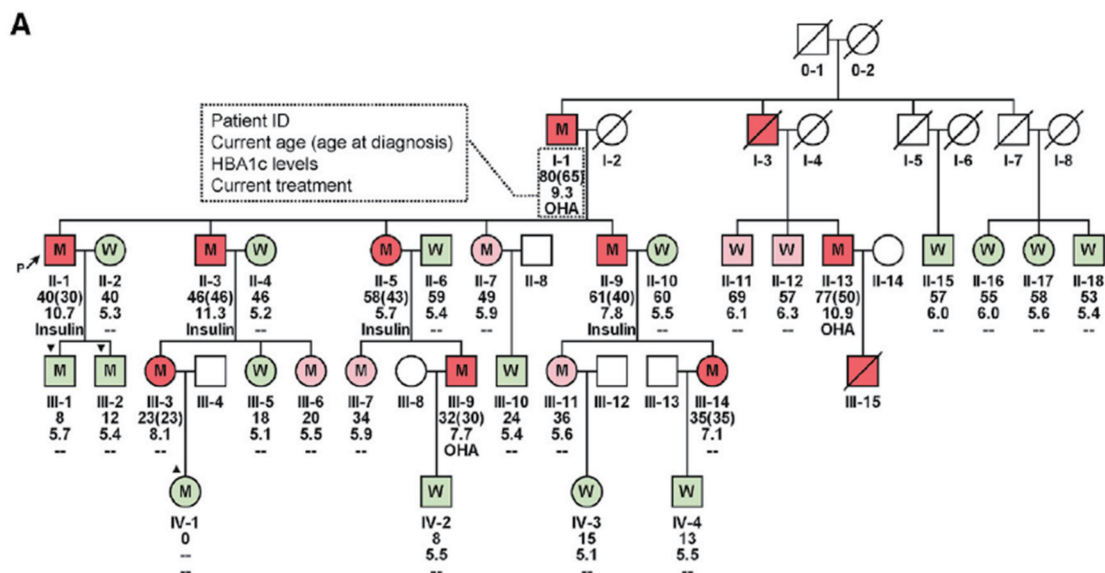 A
0-1 0-2
Patient ID
Current age (age at diagnosis)
HBA1c levels
Current treatment
M
I-1 I-2 I-3 I-4 I-5 I-6 I-7 I-8
80(65)
9.3
OHA
P M W M W M W M M W W W M W W W W
II-1 II-2 II-3 II-4 II-5 II-6 II-7 II-8 II-9 II-10 II-11 II-12 II-13 II-14 II-15 II-16 II-17 II-18
40(30) 40 46(46) 46 58(43) 59 49 61(40) 60 69 57 77(50) 57 55 58 53
10.7 5.3 11.3 5.2 5.7 5.4 5.9 7.8 5.5 6.1 6.3 10.9 6.0 6.0 5.6 5.4
Insulin -- Insulin -- Insulin -- -- Insulin -- -- -- OHA -- -- -- --
M M M W M M M W M M
III-1 III-2 III-3 III-4 III-5 III-6 III-7 III-8 III-9 III-10 III-11 III-12 III-13 III-14 III-15
8 12 23(23) 18 20 34 32(30) 24 36 35(35)
5.7 5.4 8.1 5.1 5.5 5.9 7.7 5.4 5.6 7.1
-- -- -- -- -- -- OHA -- -- --
M W W W
IV-1 IV-2 IV-3 IV-4
0 8 15 13
-- 5.5 5.1 5.5
-- -- -- --